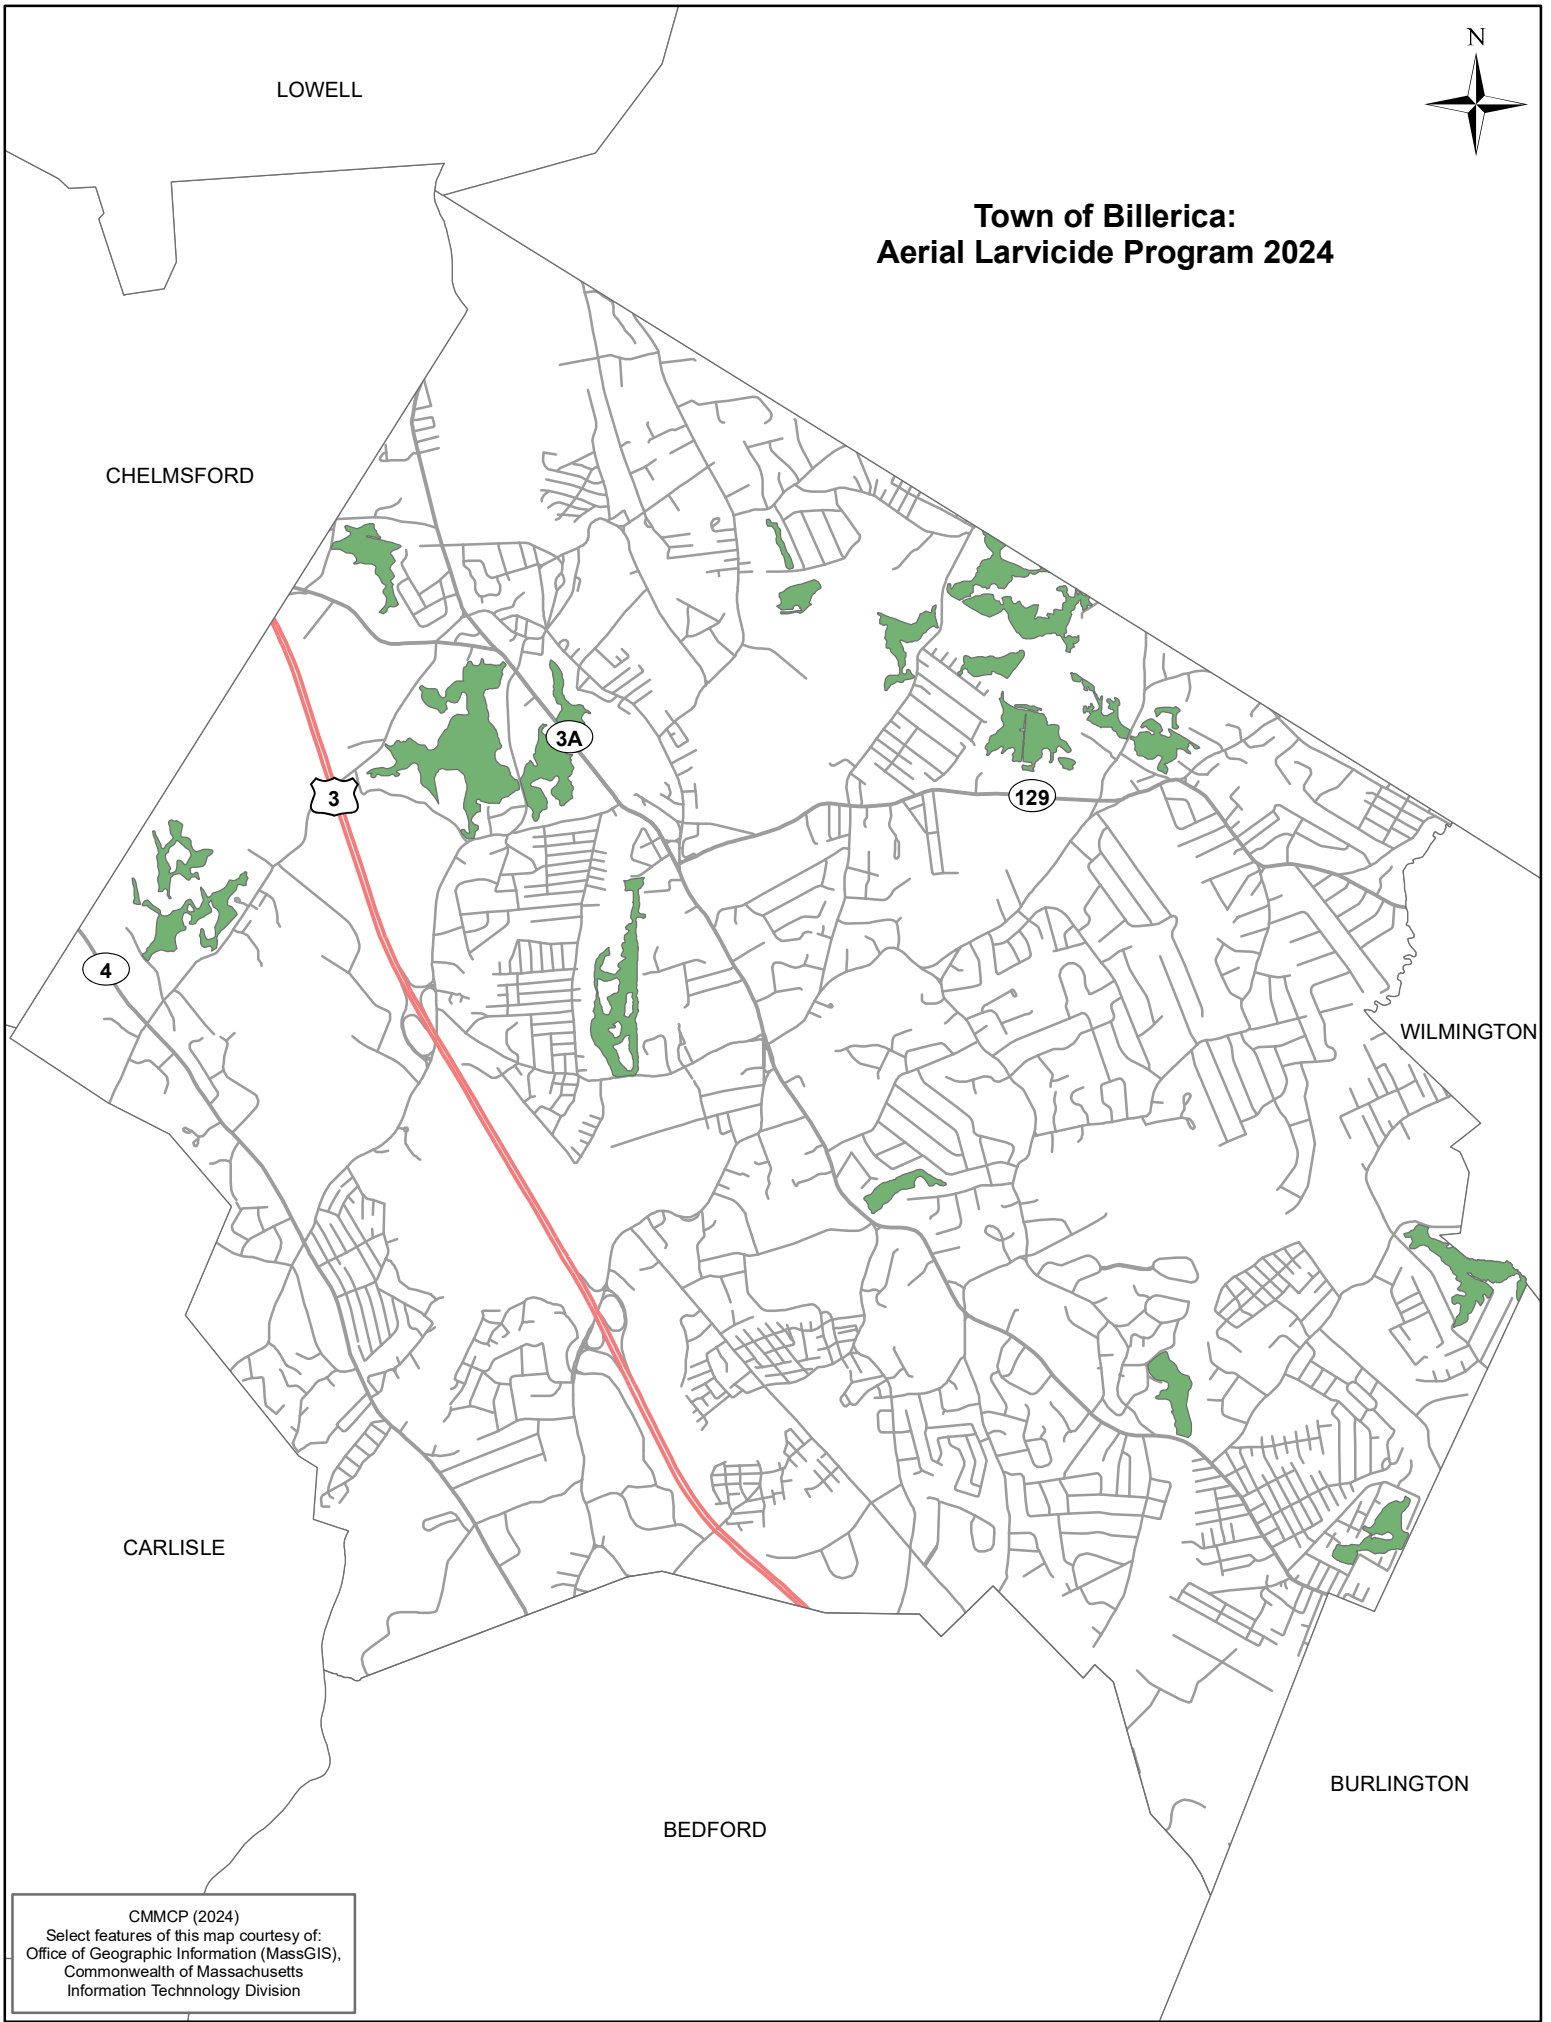 LOWELL
N
Town of Billerica:
Aerial Larvicide Program 2024
CHELMSFORD
3A
3
129
4
WILMINGTON
CARLISLE
BURLINGTON
BEDFORD
CMMCP (2024)
Select features of this map courtesy of:
Office of Geographic Information (MassGIS),
Commonwealth of Massachusetts
Information Technnology Division